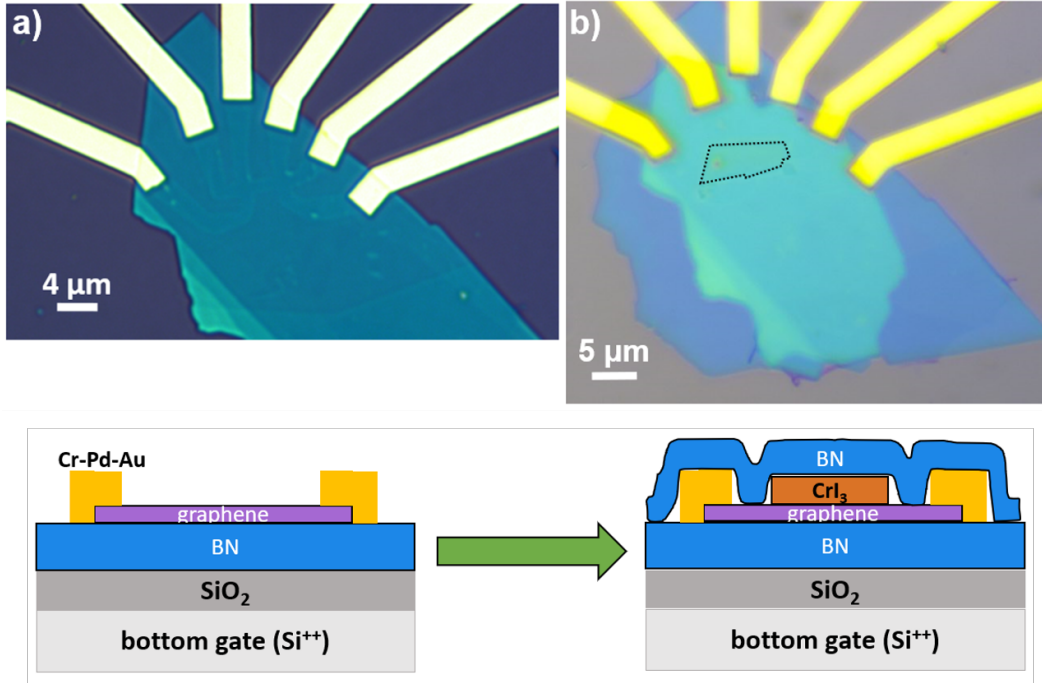 a)
4 µm
b)
5 µm
Cr-Pd-Au
graphene
BN
SiO₂
bottom gate (Si⁺⁺)
BN
CrI₃
graphene
BN
SiO₂
bottom gate (Si⁺⁺)